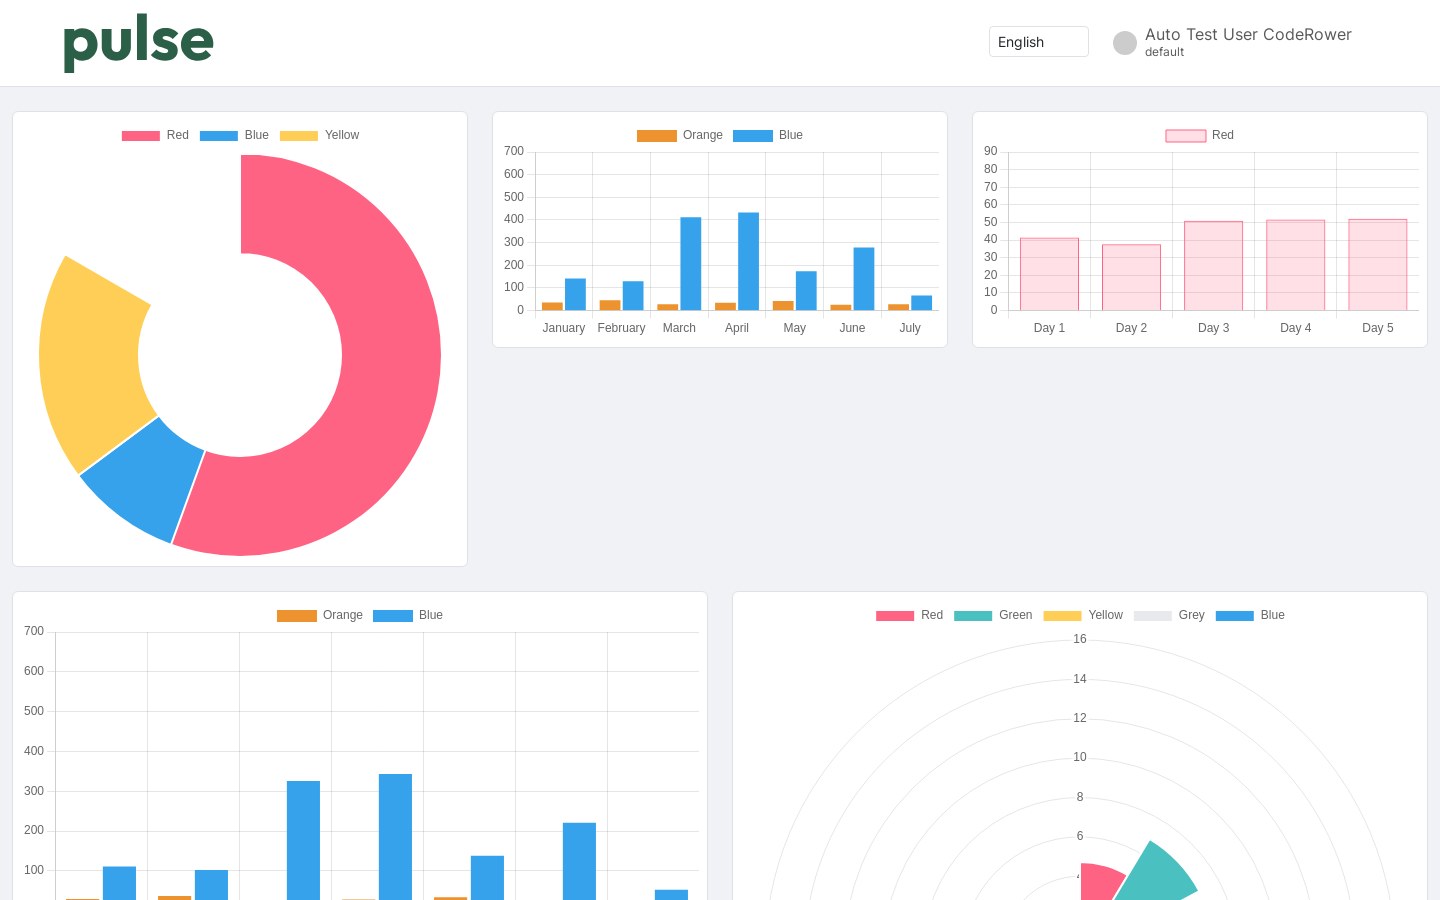 pulse
English
Auto Test User CodeRower
default
Red Blue Yellow
Orange Blue
700
600
500
400
300
200
100
0
January February March April May June July
Red
90
80
70
60
50
40
30
20
10
0
Day 1 Day 2 Day 3 Day 4 Day 5
Orange Blue
700
600
500
400
300
200
100
Red Green Yellow Grey Blue
16
14
12
10
8
6